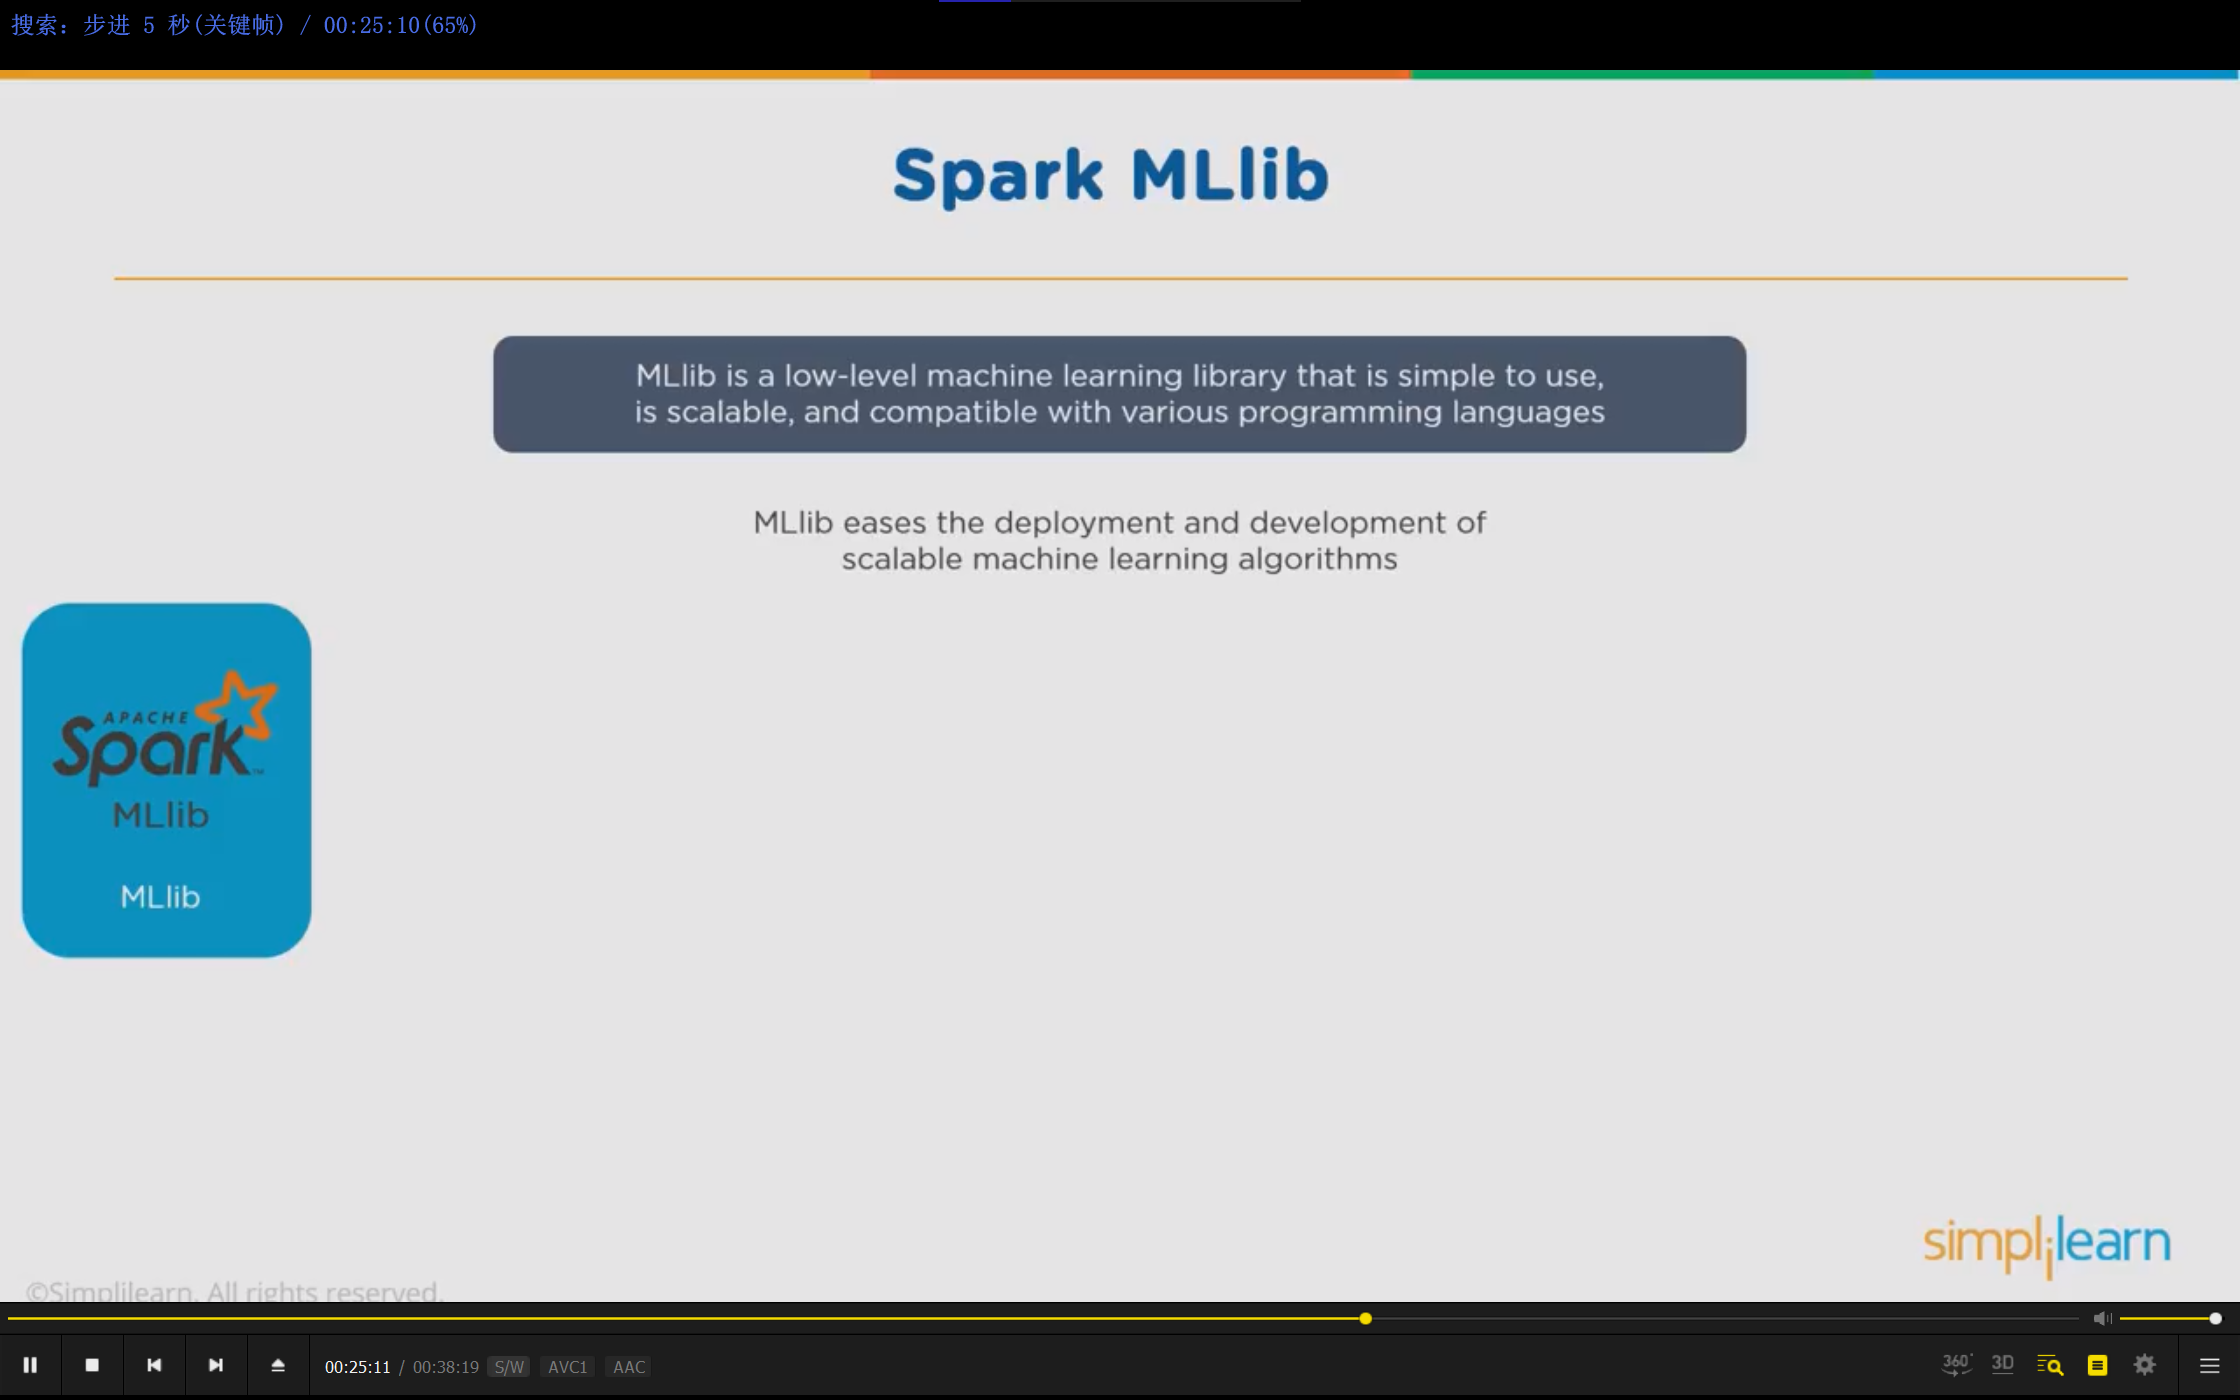 搜索: 步进 5 秒(关键帧) / 00:25:10(65%)
Spark MLlib
MLlib is a low-level machine learning library that is simple to use,
is scalable, and compatible with various programming languages
MLlib eases the deployment and development of
scalable machine learning algorithms
APACHE
Spark™
MLlib
MLlib
simplilearn
©Simplilearn. All rights reserved.
00:25:11 / 00:38:19 S/W AVC1 AAC
360° 3D